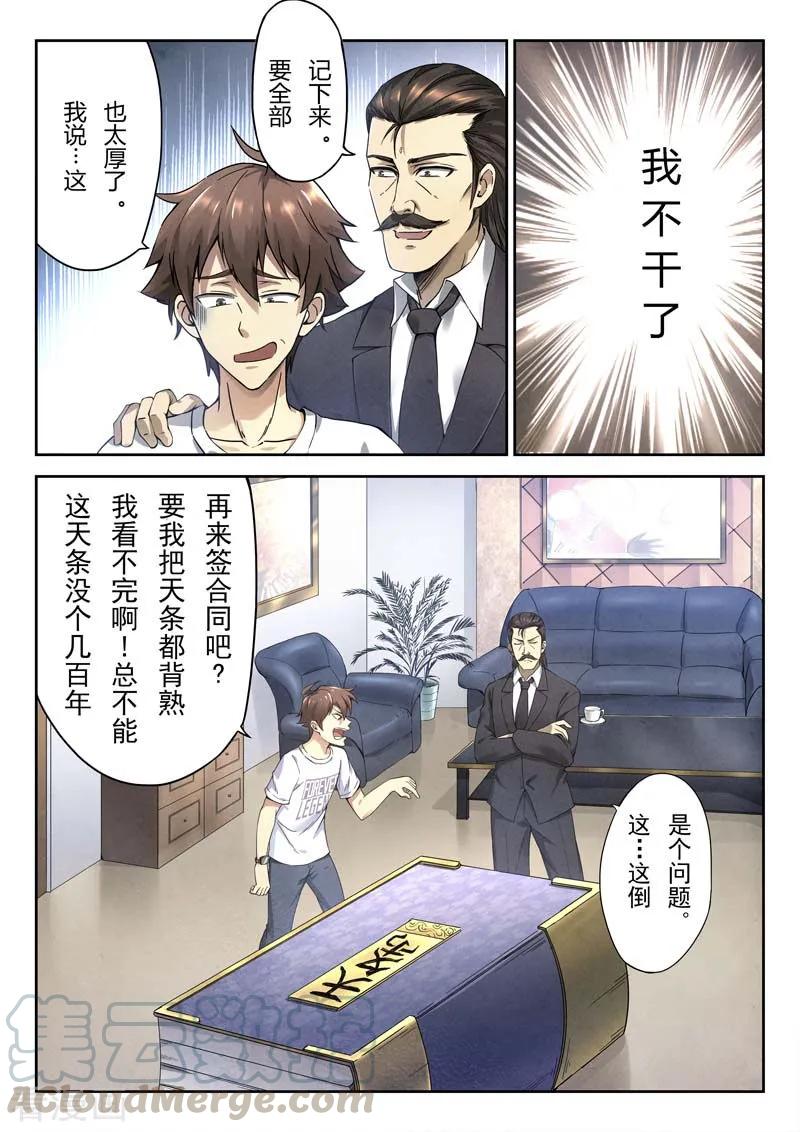 我说…这
也太厚了。
要全部
记下来。
我不干了
这天条没个几百年
我看不完啊！总不能
要我把天条都背熟
再来签合同吧？
这…这倒
是个问题。
集云数据
ACloudMerge.com